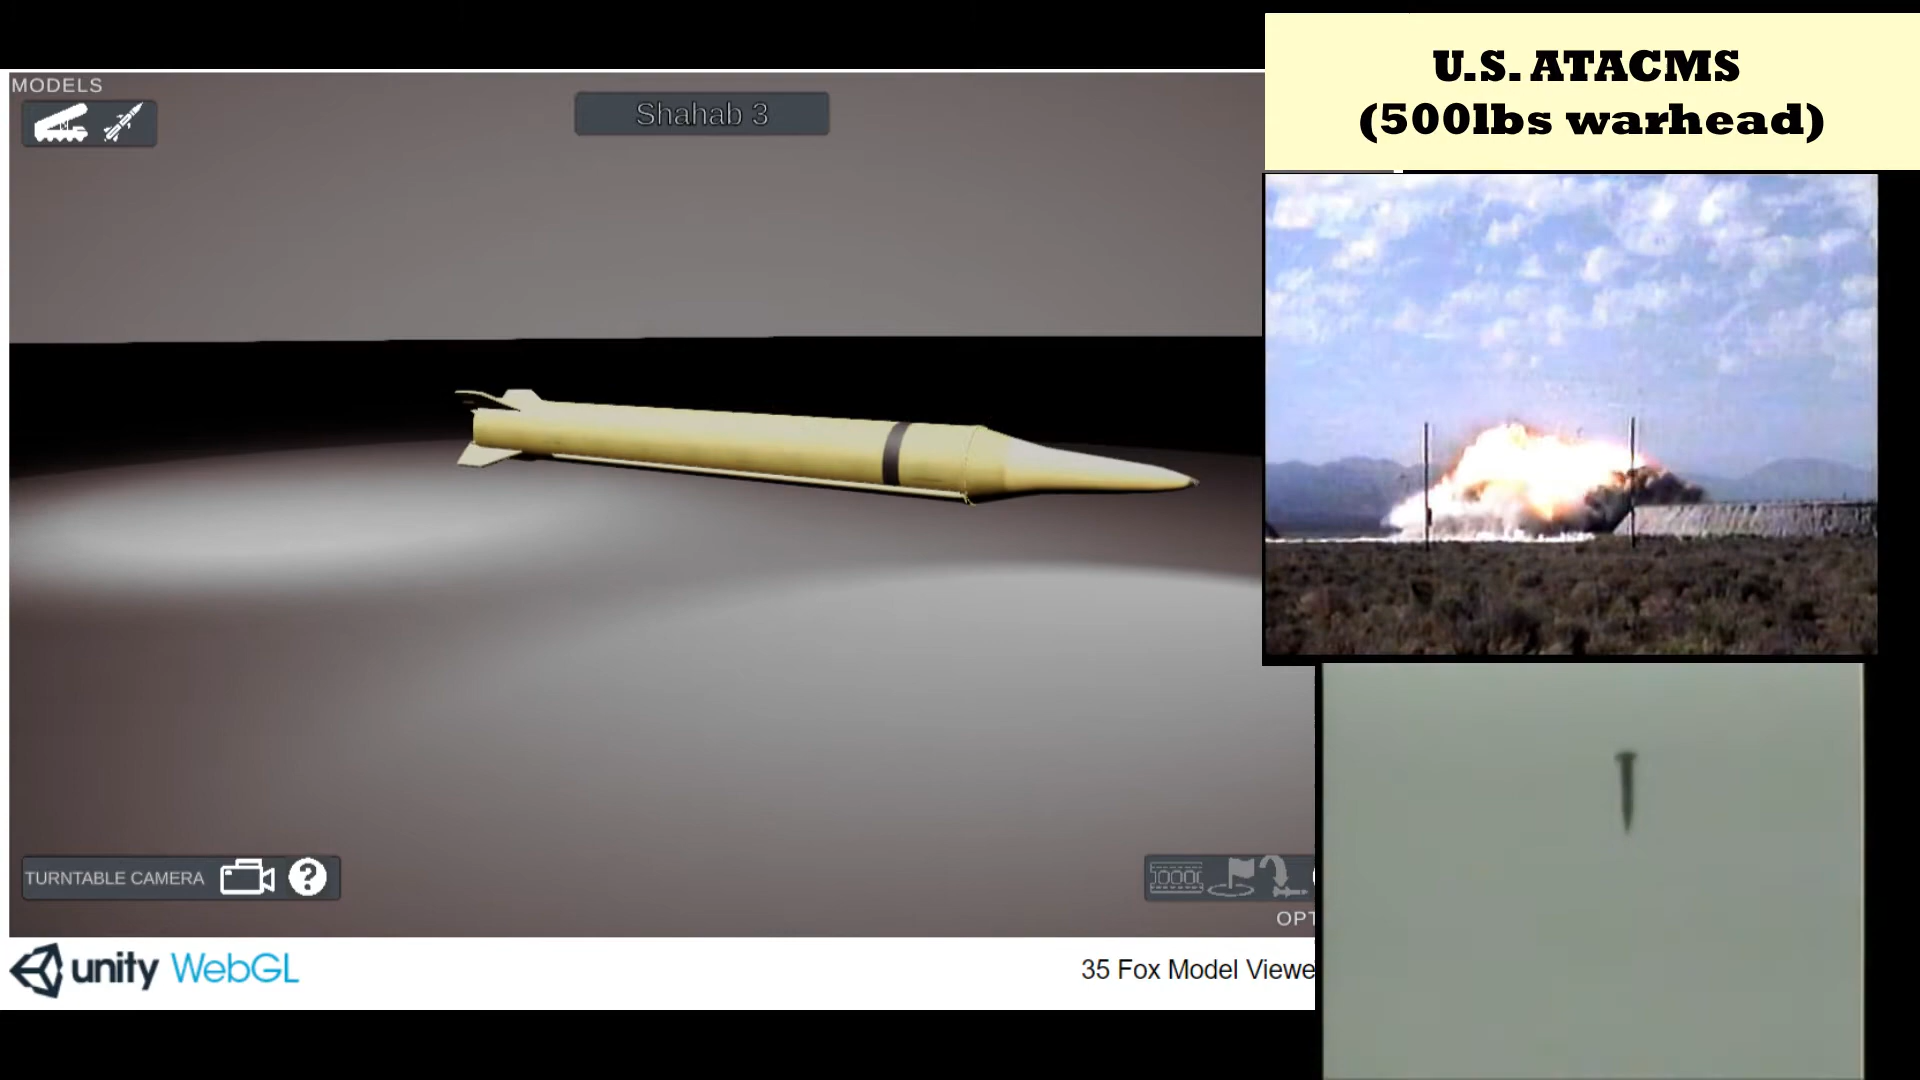 MODELS
Shahab 3
U.S. ATACMS
(500lbs warhead)
TURNTABLE CAMERA
OPT
unity WebGL
35 Fox Model Viewe